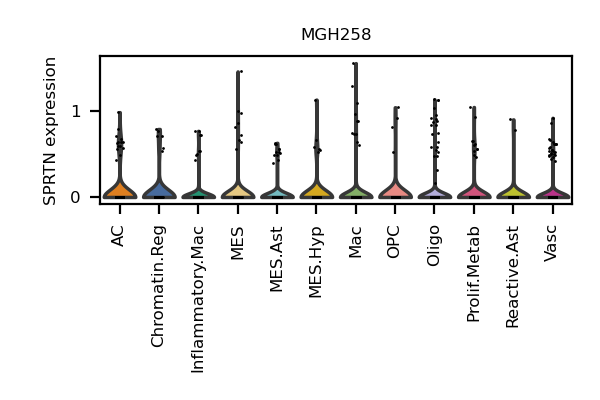 MGH258
SPRTN expression
1
0
AC
Chromatin.Reg
Inflammatory.Mac
MES
MES.Ast
MES.Hyp
Mac
OPC
Oligo
Prolif.Metab
Reactive.Ast
Vasc